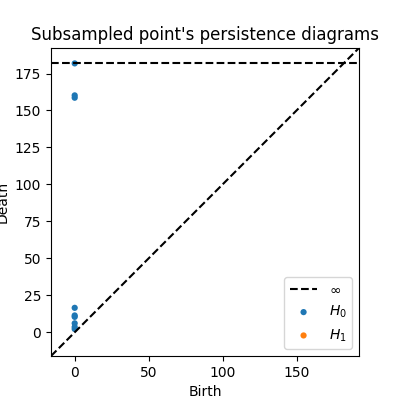 Subsampled point's persistence diagrams
175
150
125
100
75
50
25
0
Death
0 50 100 150
Birth
∞
H₀
H₁